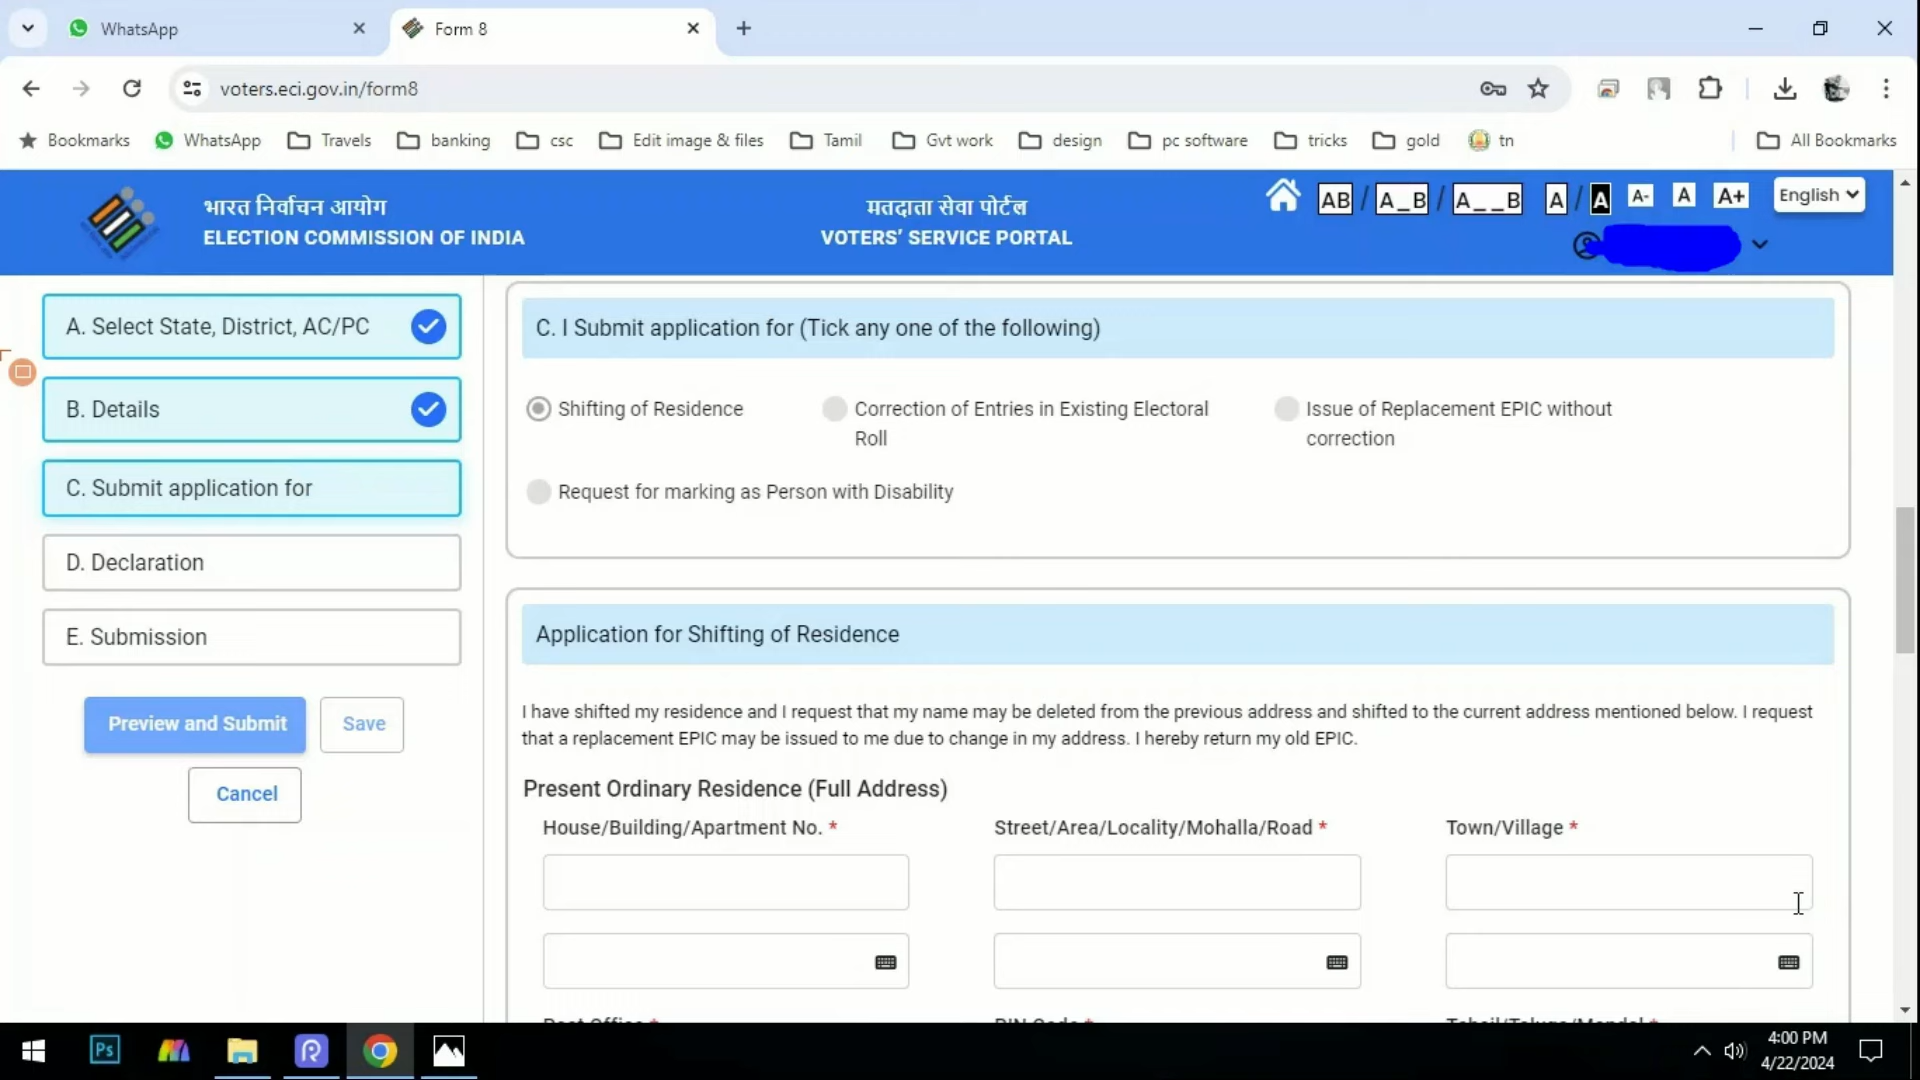 WhatsApp
Form 8
voters.eci.gov.in/form8
Bookmarks WhatsApp Travels banking csc Edit image & files Tamil Gvt work design pc software tricks gold tn All Bookmarks
भारत निर्वाचन आयोग
ELECTION COMMISSION OF INDIA
मतदाता सेवा पोर्टल
VOTERS' SERVICE PORTAL
AB / A_B / A__B A / A A- A A+ English
A. Select State, District, AC/PC
B. Details
C. Submit application for
D. Declaration
E. Submission
Preview and Submit Save
Cancel
C. I Submit application for (Tick any one of the following)
Shifting of Residence
Correction of Entries in Existing Electoral
Roll
Issue of Replacement EPIC without
correction
Request for marking as Person with Disability
Application for Shifting of Residence
I have shifted my residence and I request that my name may be deleted from the previous address and shifted to the current address mentioned below. I request
that a replacement EPIC may be issued to me due to change in my address. I hereby return my old EPIC.
Present Ordinary Residence (Full Address)
House/Building/Apartment No. * Street/Area/Locality/Mohalla/Road * Town/Village *
Post Office * PIN Code * Tehsil/Taluqa/Mandal *
Ps
4:00 PM
4/22/2024